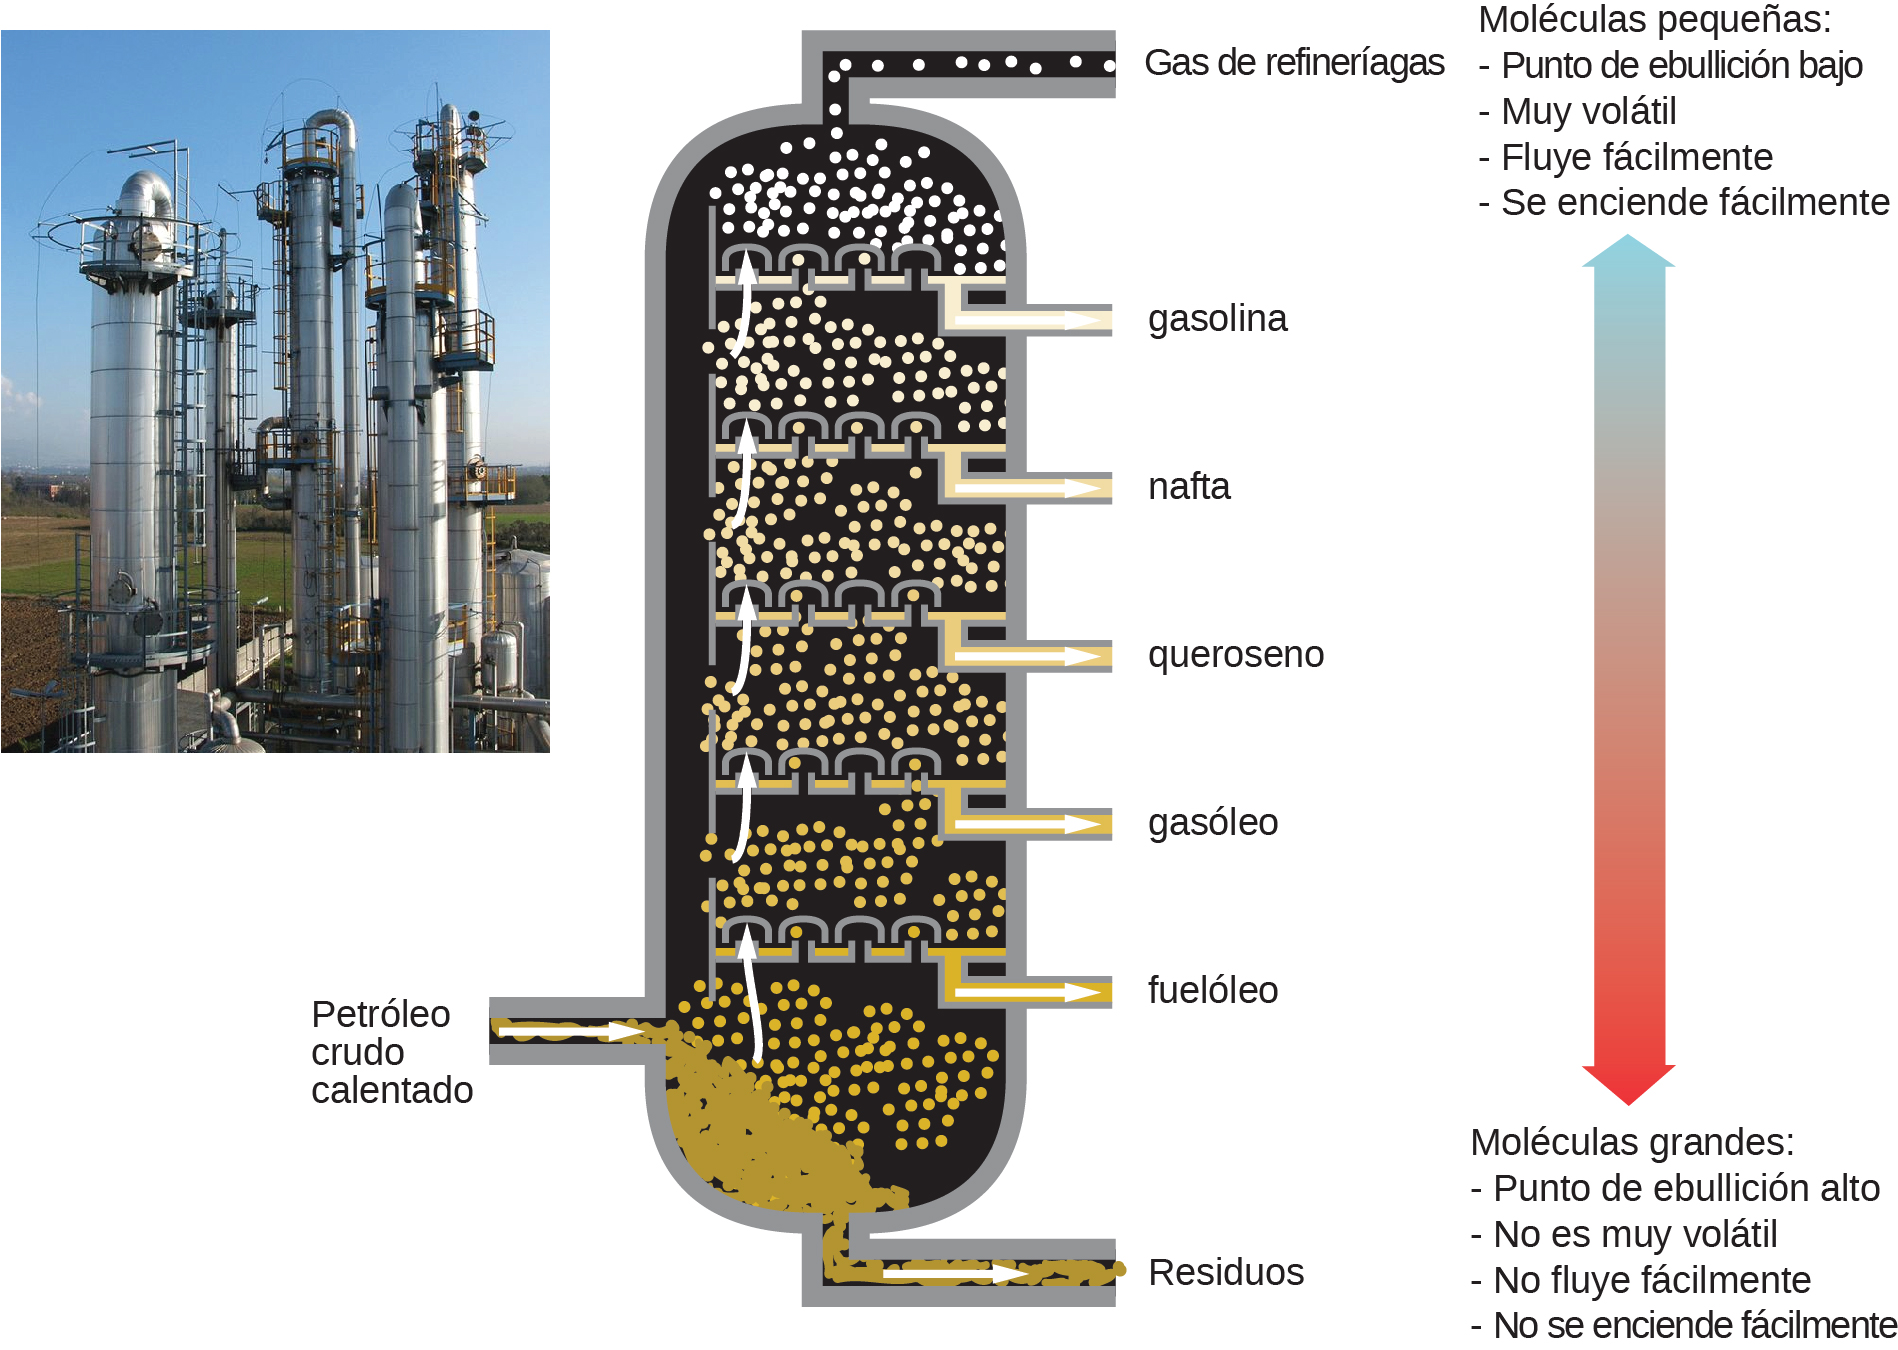 Gas de refineríagas
Moléculas pequeñas:
- Punto de ebullición bajo
- Muy volátil
- Fluye fácilmente
- Se enciende fácilmente
gasolina
nafta
queroseno
gasóleo
fuelóleo
Petróleo
crudo
calentado
Residuos
Moléculas grandes:
- Punto de ebullición alto
- No es muy volátil
- No fluye fácilmente
- No se enciende fácilmente